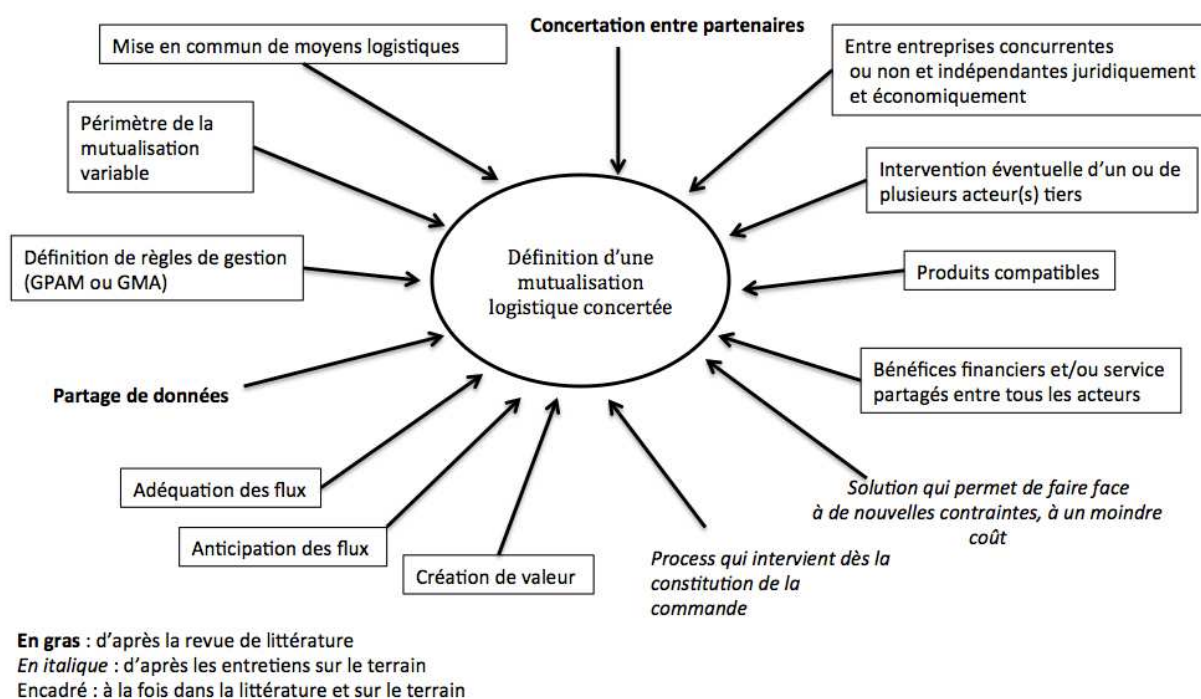 Concertation entre partenaires
Mise en commun de moyens logistiques
Entre entreprises concurrentes
ou non et indépendantes juridiquement
et économiquement
Périmètre de la
mutualisation
variable
Intervention éventuelle d'un ou de
plusieurs acteur(s) tiers
Définition de règles de gestion
(GPAM ou GMA)
Définition d'une
mutualisation
logistique concertée
Produits compatibles
Partage de données
Bénéfices financiers et/ou service
partagés entre tous les acteurs
Adéquation des flux
Solution qui permet de faire face
à de nouvelles contraintes, à un moindre
coût
Anticipation des flux
Création de valeur
Process qui intervient dès la
constitution de la
commande
En gras : d'après la revue de littérature
En italique : d'après les entretiens sur le terrain
Encadré : à la fois dans la littérature et sur le terrain